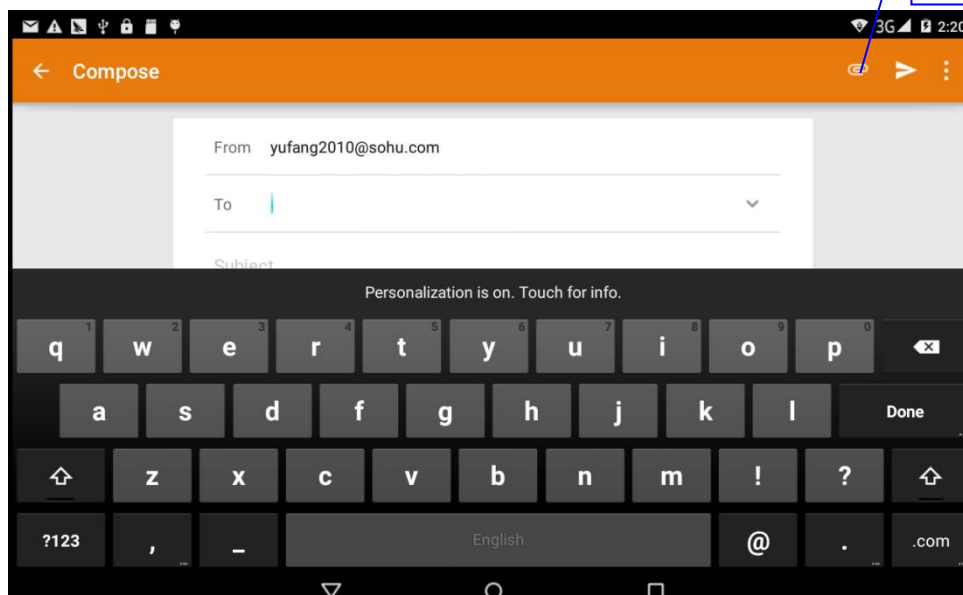 3G 2:20
Compose
From yufang2010@sohu.com
To
Subject
Personalization is on. Touch for info.
1 2 3 4 5 6 7 8 9 0
q w e r t y u i o p
a s d f g h j k l Done
z x c v b n m ! ?
?123 , _ English @ . .com